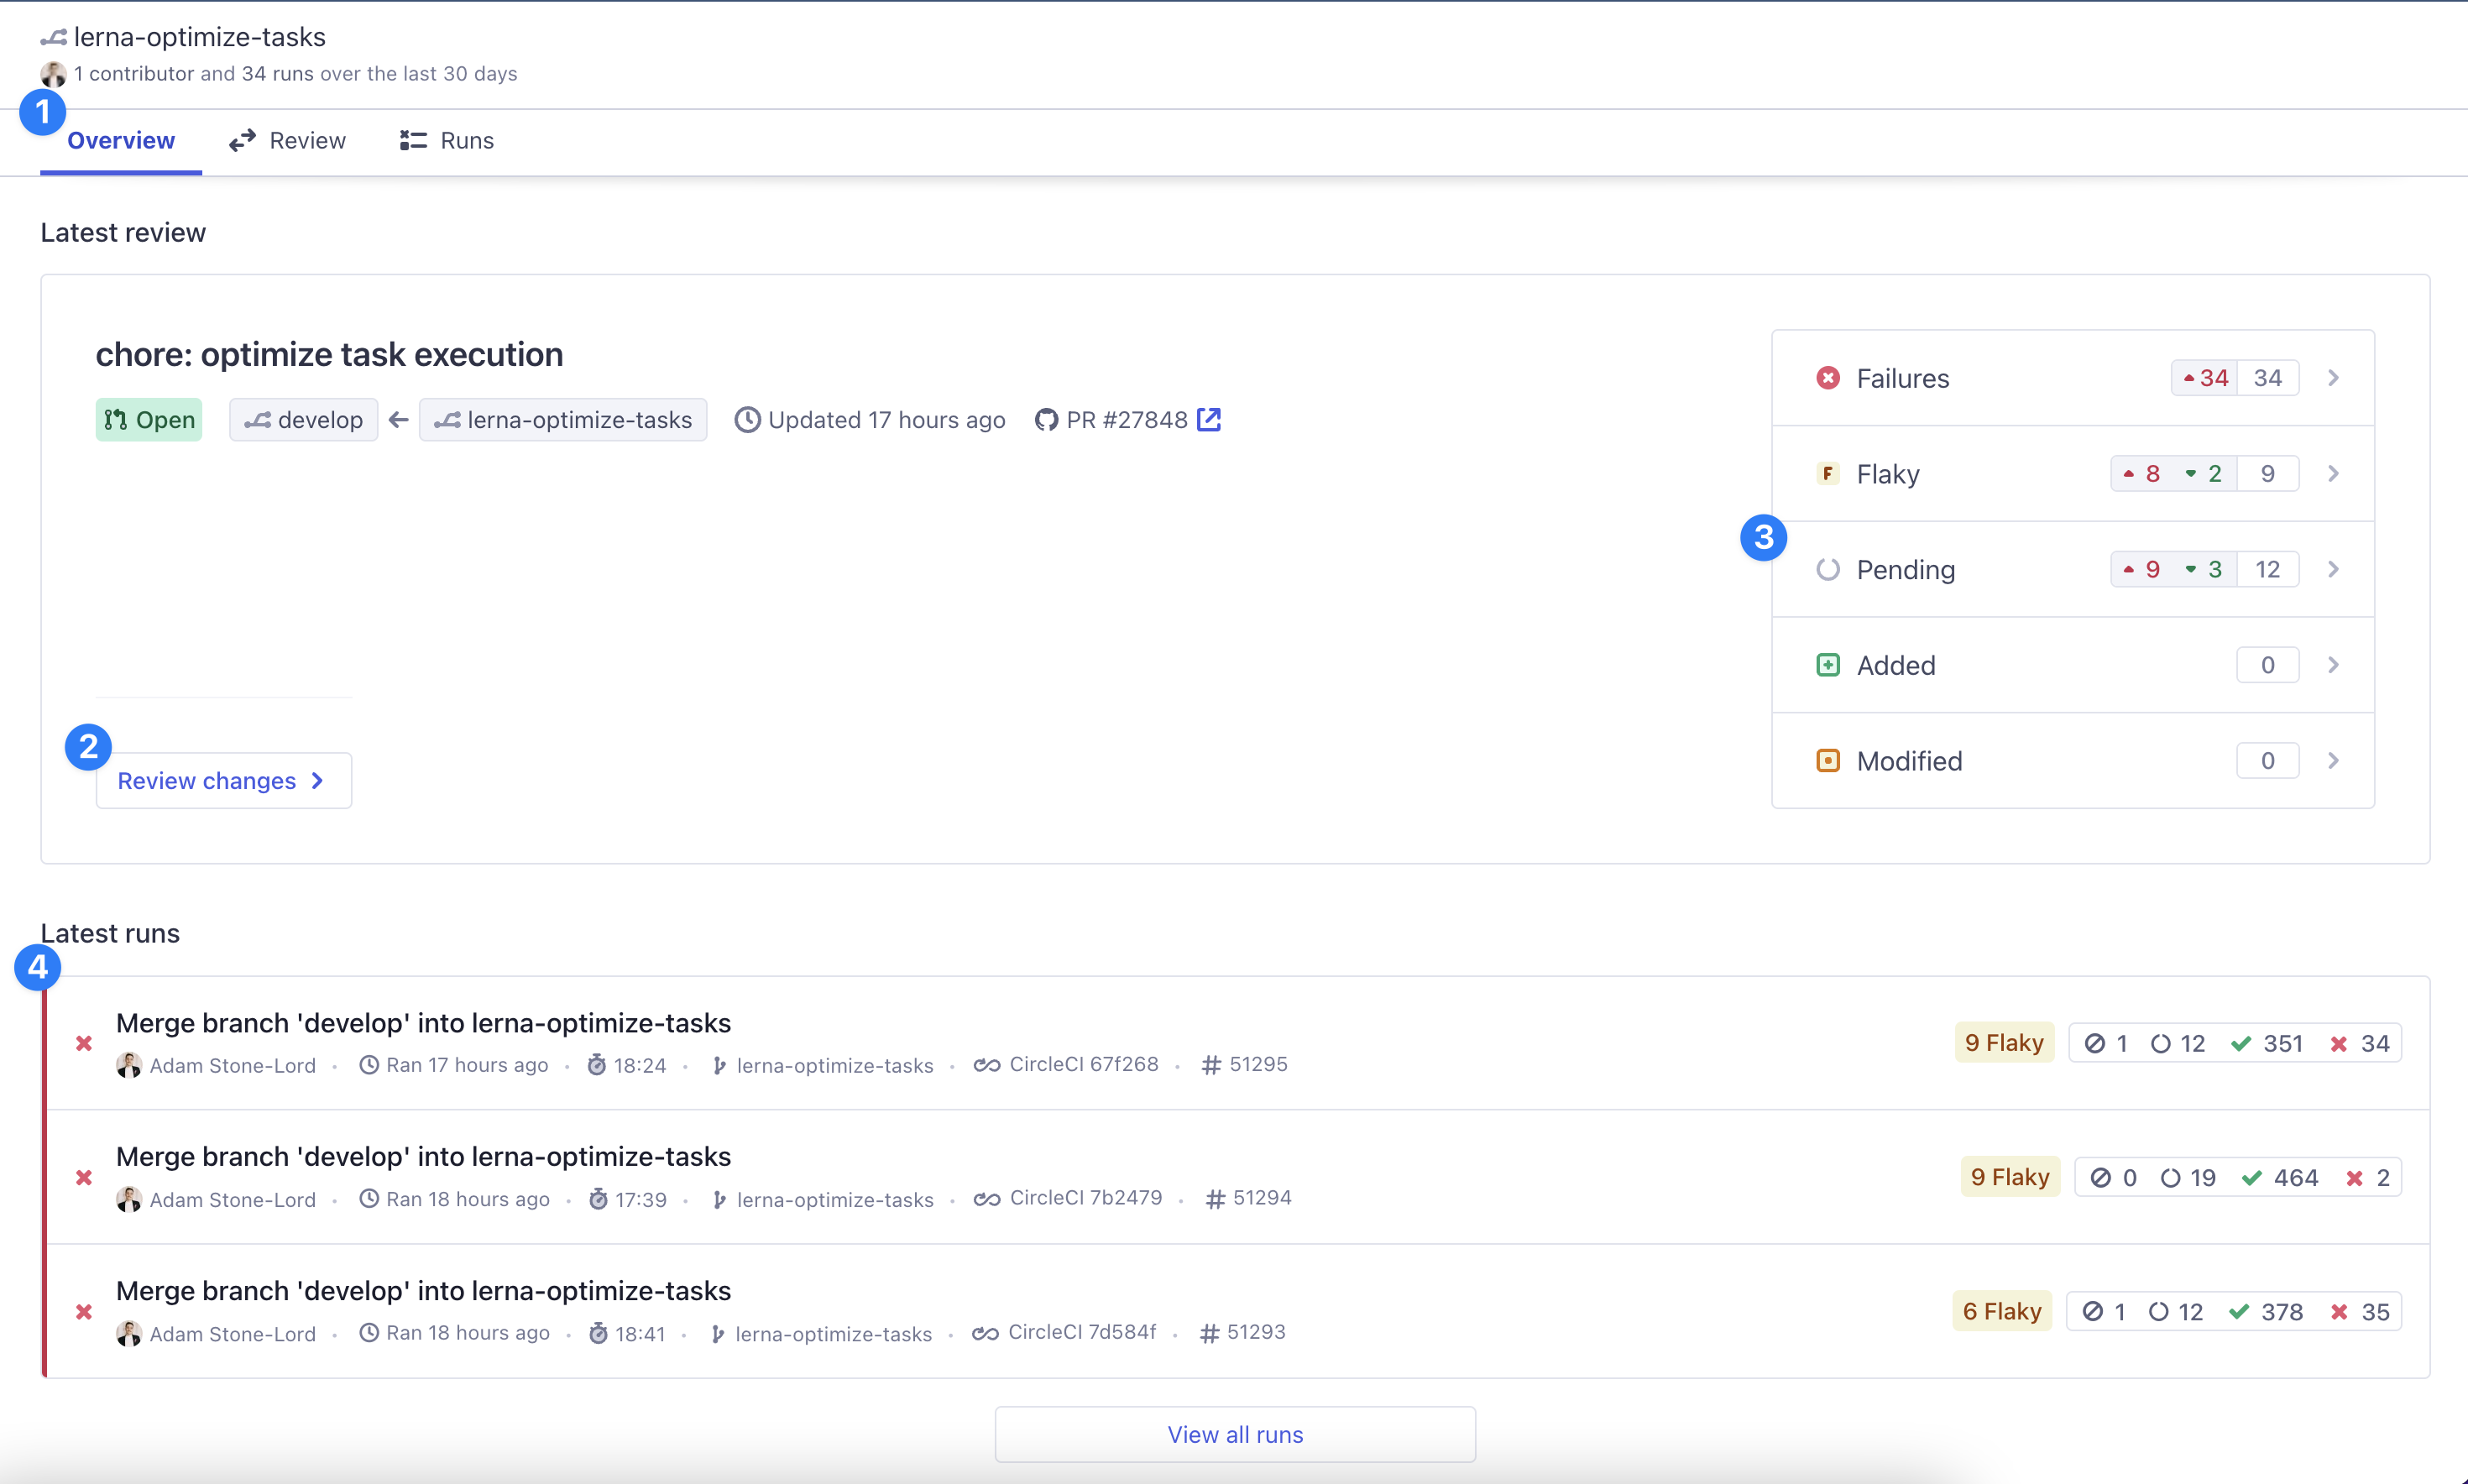 lerna-optimize-tasks
1 contributor and 34 runs over the last 30 days
1
Overview Review Runs
Latest review
chore: optimize task execution
Open develop lerna-optimize-tasks Updated 17 hours ago PR #27848
Failures 34 34
F Flaky 8 2 9
3
Pending 9 3 12
Added 0
Modified 0
2
Review changes
Latest runs
4
Merge branch 'develop' into lerna-optimize-tasks
Adam Stone-Lord Ran 17 hours ago 18:24 lerna-optimize-tasks CircleCI 67f268 # 51295
9 Flaky 1 12 351 34
Merge branch 'develop' into lerna-optimize-tasks
Adam Stone-Lord Ran 18 hours ago 17:39 lerna-optimize-tasks CircleCI 7b2479 # 51294
9 Flaky 0 19 464 2
Merge branch 'develop' into lerna-optimize-tasks
Adam Stone-Lord Ran 18 hours ago 18:41 lerna-optimize-tasks CircleCI 7d584f # 51293
6 Flaky 1 12 378 35
View all runs